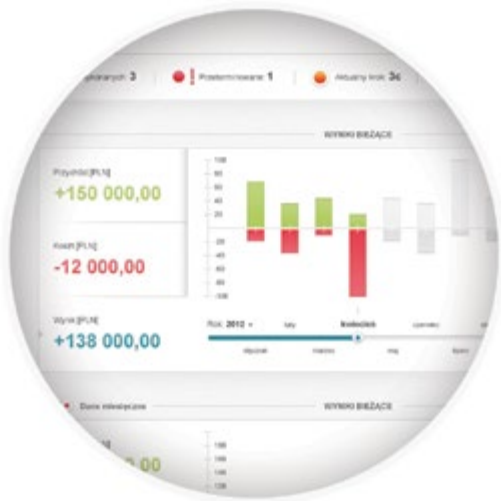 3
Przeterminowane 1
Aktualny krok: 3c
WYNIKI BIEŻĄCE
Przychód [PLN]
+150 000,00
Koszt [PLN]
-12 000,00
Wynik [PLN]
+138 000,00
100
80
60
40
20
-20
-40
-60
-80
-100
Rok: 2012
luty
kwiecień
czerwiec
styczeń
marzec
maj
lipiec
Dane miesięczne
WYNIKI BIEŻĄCE